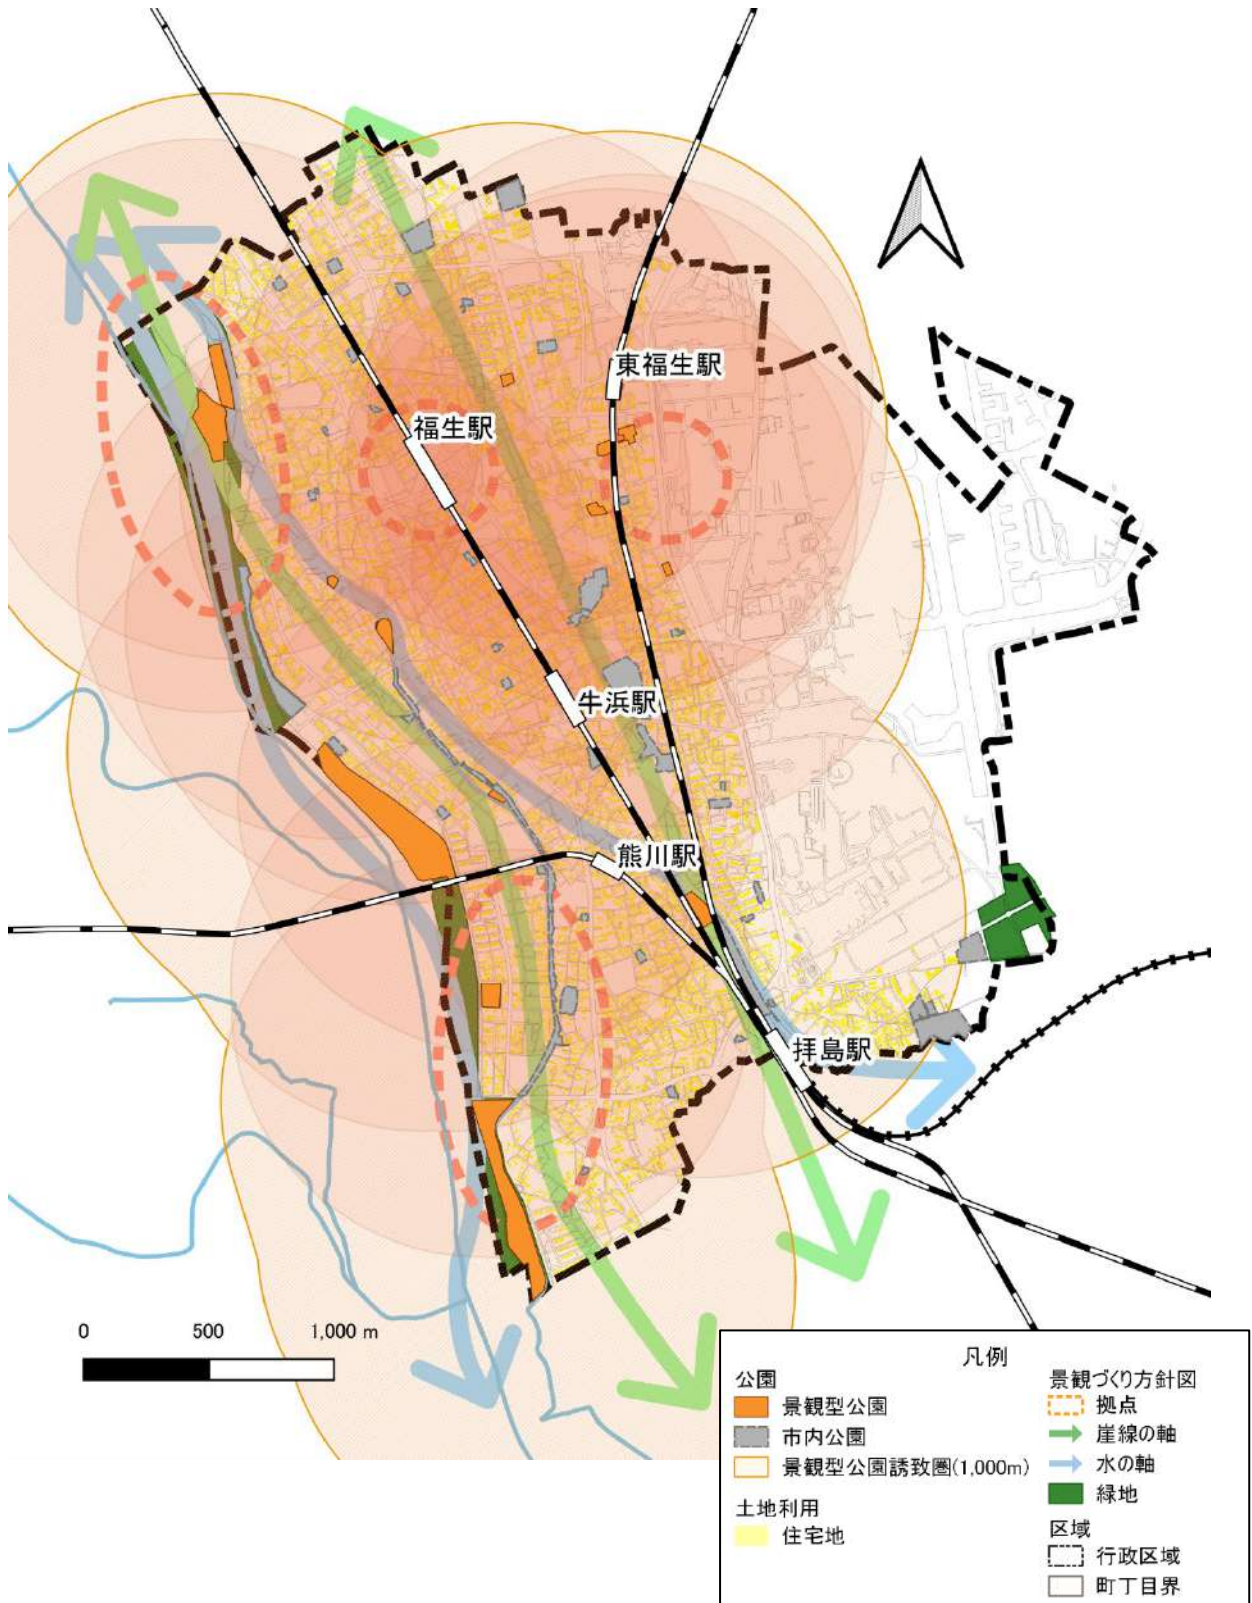 東福生駅
福生駅
牛浜駅
熊川駅
拝島駅
0 500 1,000 m
凡例
公園
景観型公園
市内公園
景観型公園誘致圏(1,000m)
土地利用
住宅地
景観づくり方針図
拠点
崖線の軸
水の軸
緑地
区域
行政区域
町丁目界